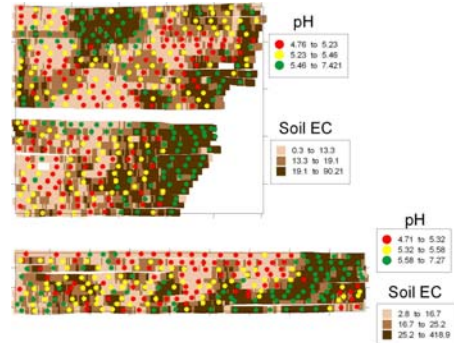 pH
4.76 to 5.23
5.23 to 5.46
5.46 to 7.421
Soil EC
0.3 to 13.3
13.3 to 19.1
19.1 to 90.21
pH
4.71 to 5.32
5.32 to 5.58
5.58 to 7.27
Soil EC
2.8 to 16.7
16.7 to 25.2
25.2 to 418.9